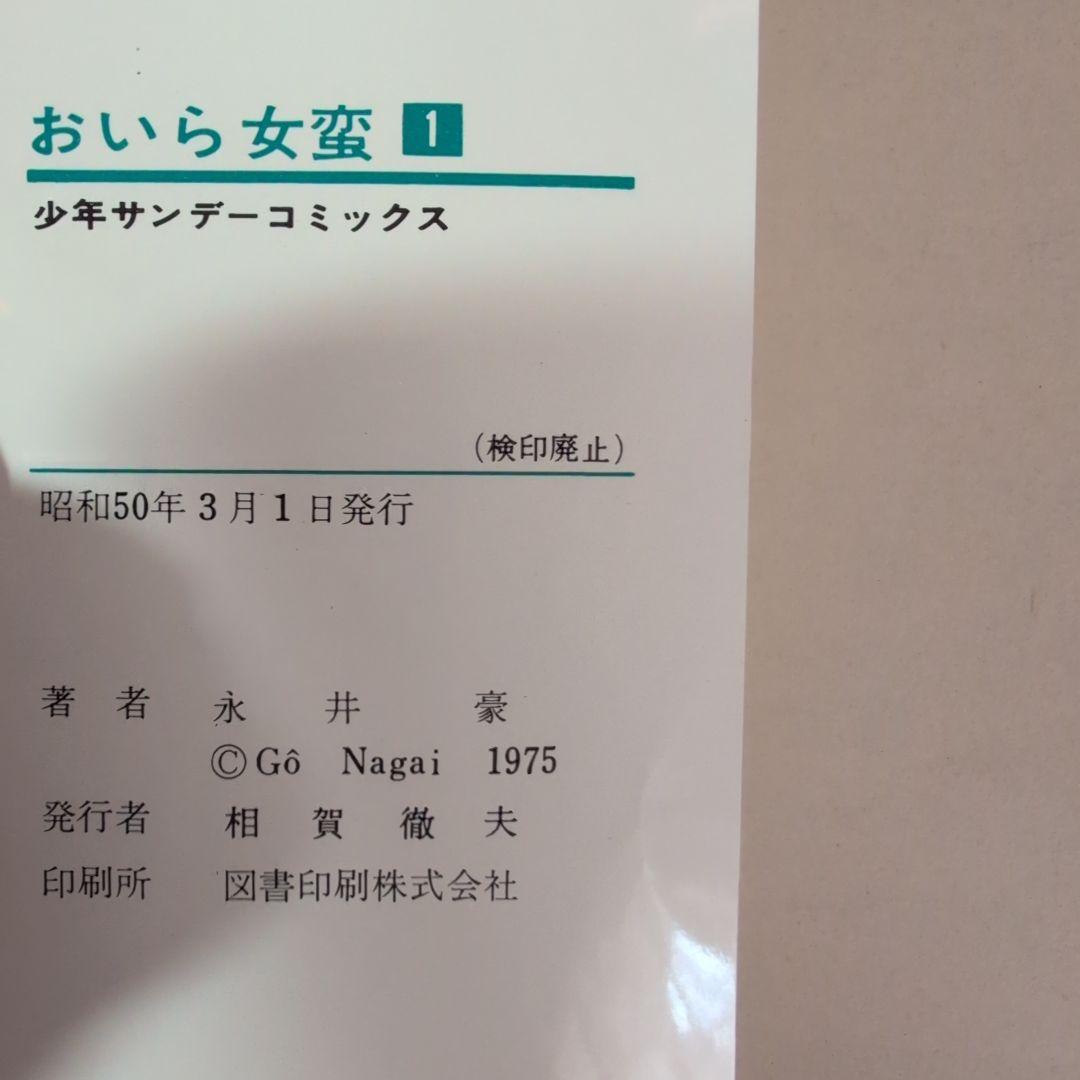 おいら女蛮 1
少年サンデーコミックス
(検印廃止)
昭和50年3月1日発行
著者 永井豪
©Gô Nagai 1975
発行者 相賀徹夫
印刷所 図書印刷株式会社